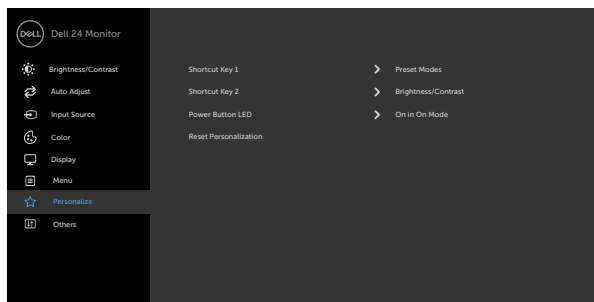 DELL Dell 24 Monitor
Brightness/Contrast Shortcut Key 1 Preset Modes
Auto Adjust Shortcut Key 2 Brightness/Contrast
Input Source Power Button LED On in On Mode
Color Reset Personalization
Display
Menu
Personalize
Others